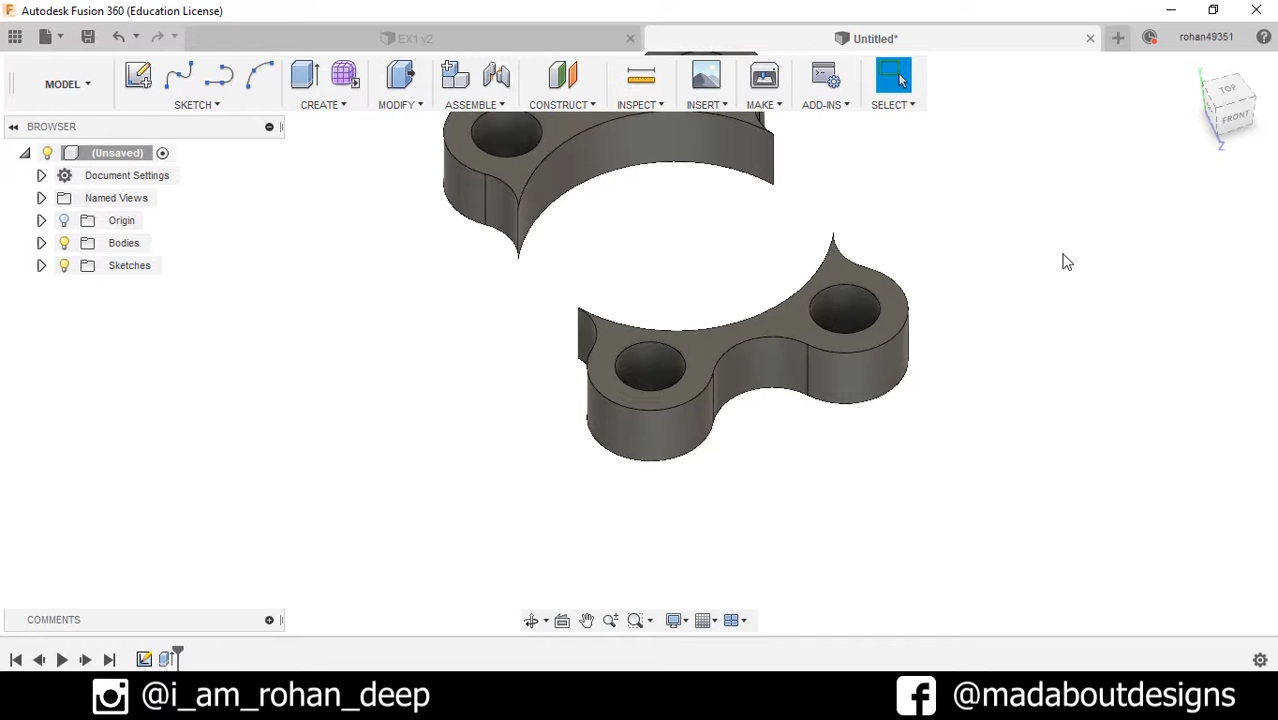 Autodesk Fusion 360 (Education License)
EX1 v2
Untitled*
rohan49351
MODEL
SKETCH
CREATE
MODIFY
ASSEMBLE
CONSTRUCT
INSPECT
INSERT
MAKE
ADD-INS
SELECT
TOP
FRONT
Z
BROWSER
(Unsaved)
Document Settings
Named Views
Origin
Bodies
Sketches
COMMENTS
@i_am_rohan_deep
@madaboutdesigns